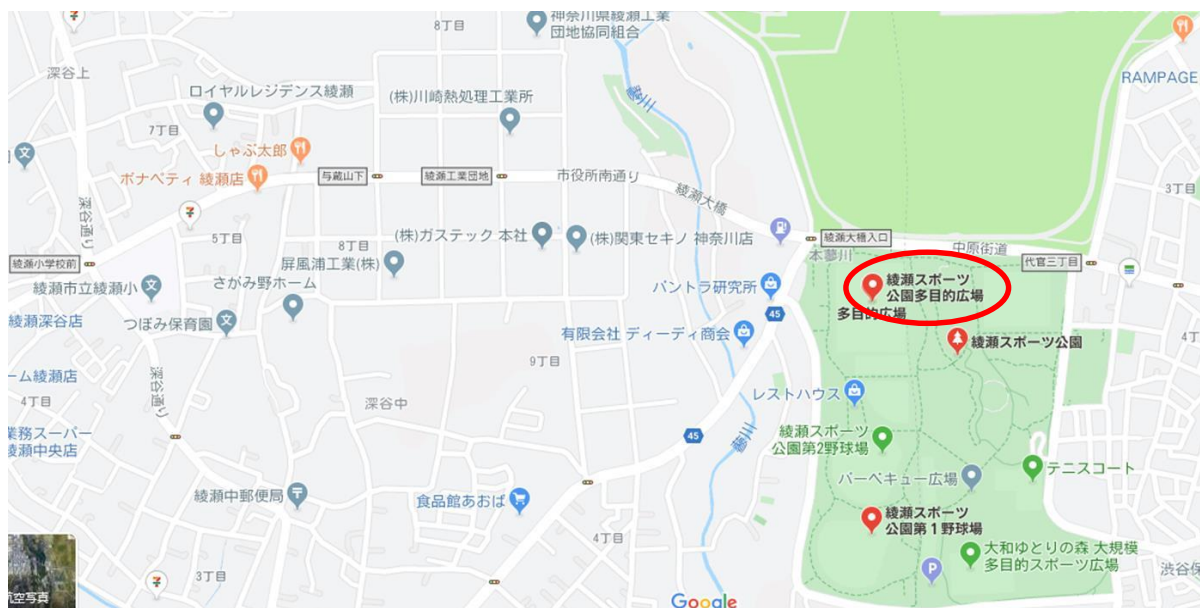 神奈川県綾瀬工業
団地協同組合
8丁目
深谷上
RAMPAGE
ロイヤルレジデンス綾瀬
(株)川崎熱処理工業所
7丁目
しゃぶ太郎
ボナペティ 綾瀬店
与蔵山下
綾瀬工業団地
市役所南通り
綾瀬大橋
3丁目
深谷通り
5丁目
8丁目
(株)ガステック 本社
(株)関東セキノ 神奈川店
綾瀬大橋入口
中原街道
本蓼川
代官三丁目
綾瀬小学校前
屏風浦工業(株)
綾瀬市立綾瀬小
さがみ野ホーム
パントラ研究所
綾瀬スポーツ
公園多目的広場
多目的広場
45
綾瀬深谷店
つぼみ保育園
有限会社 ディーディ商会
綾瀬スポーツ公園
4丁
9丁目
ーム綾瀬店
4丁目
深谷通り
深谷中
レストハウス
業務スーパー
綾瀬中央店
45
綾瀬スポーツ
公園第2野球場
バーベキュー広場
テニスコート
綾瀬中郵便局
食品館あおば
綾瀬スポーツ
公園第1野球場
4丁目
大和ゆとりの森 大規模
多目的スポーツ広場
P
3丁目
渋谷保
航空写真
Google